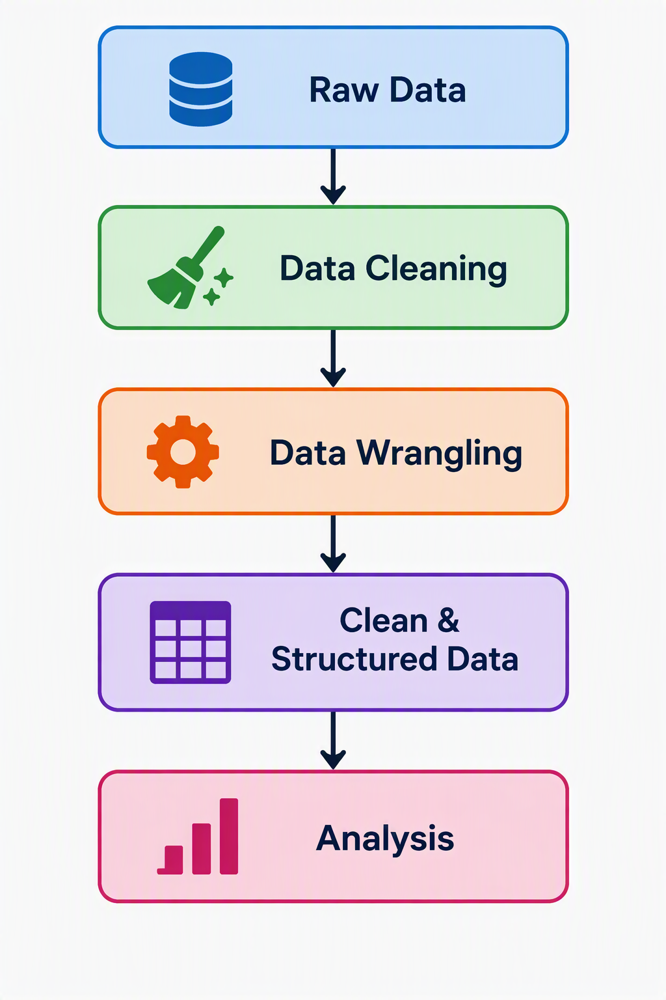 Raw Data
Data Cleaning
Data Wrangling
Clean &
Structured Data
Analysis